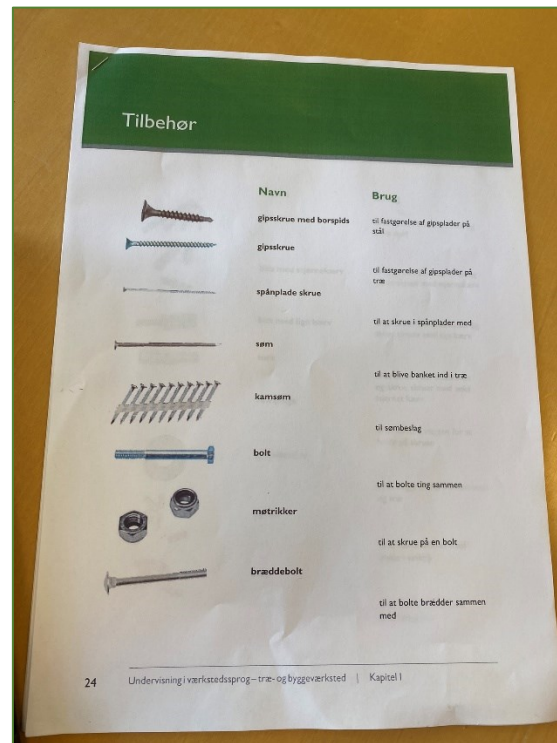 Tilbehør
Navn
Brug
gipsskrue med borspids
til fastgørelse af gipsplader på
stål
gipsskrue
til fastgørelse af gipsplader på
træ
spånplade skrue
til at skrue i spånplader med
søm
til at blive banket ind i træ
kamsøm
til sømbeslag
bolt
til at bolte ting sammen
møtrikker
til at skrue på en bolt
bræddebolt
til at bolte brædder sammen
med
24
Undervisning i værkstedssprog – træ- og byggeværksted | Kapitel 1